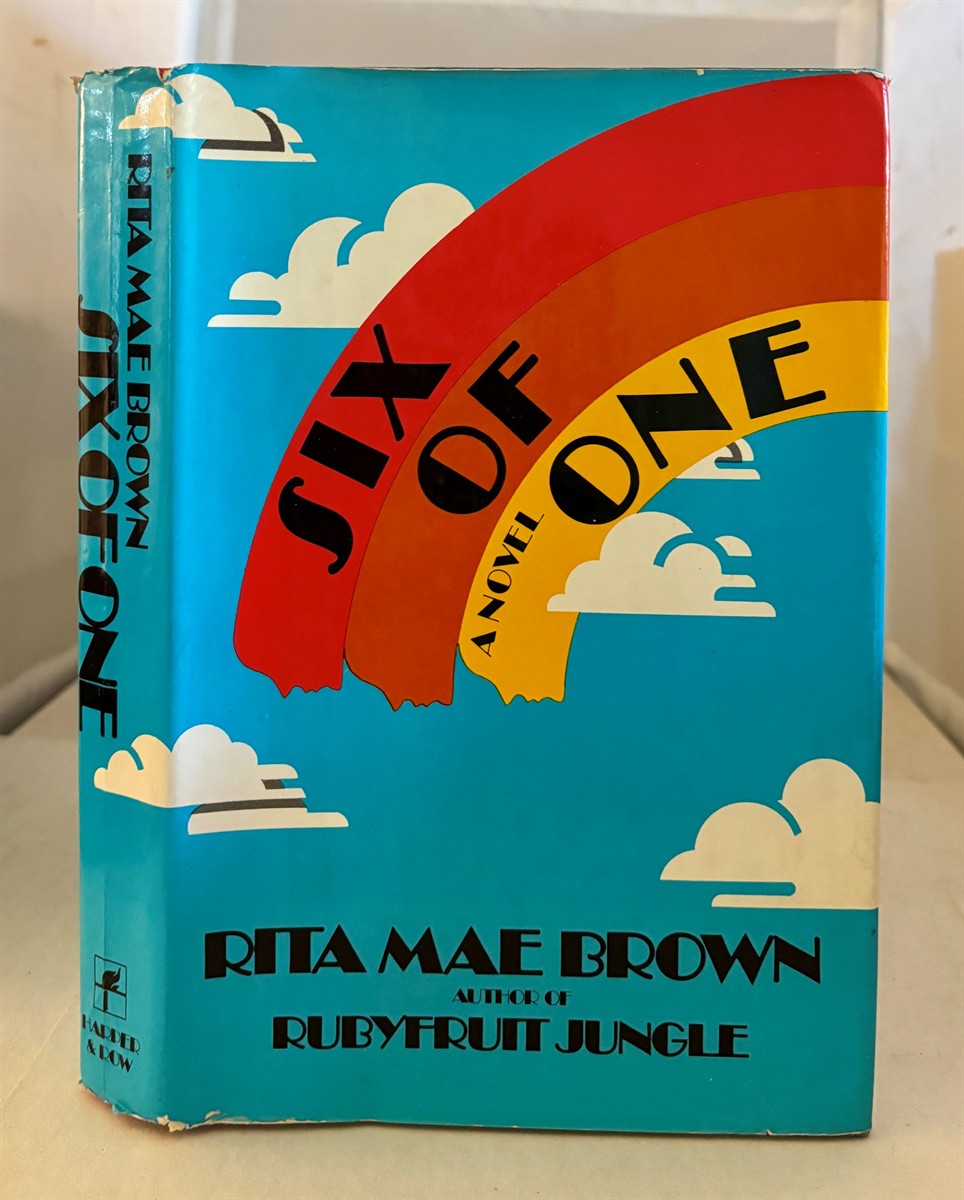 RITA MAE BROWN
SIX OF ONE
HARPER
& ROW
SIX
OF
ONE
A NOVEL
RITA MAE BROWN
AUTHOR OF
RUBYFRUIT JUNGLE